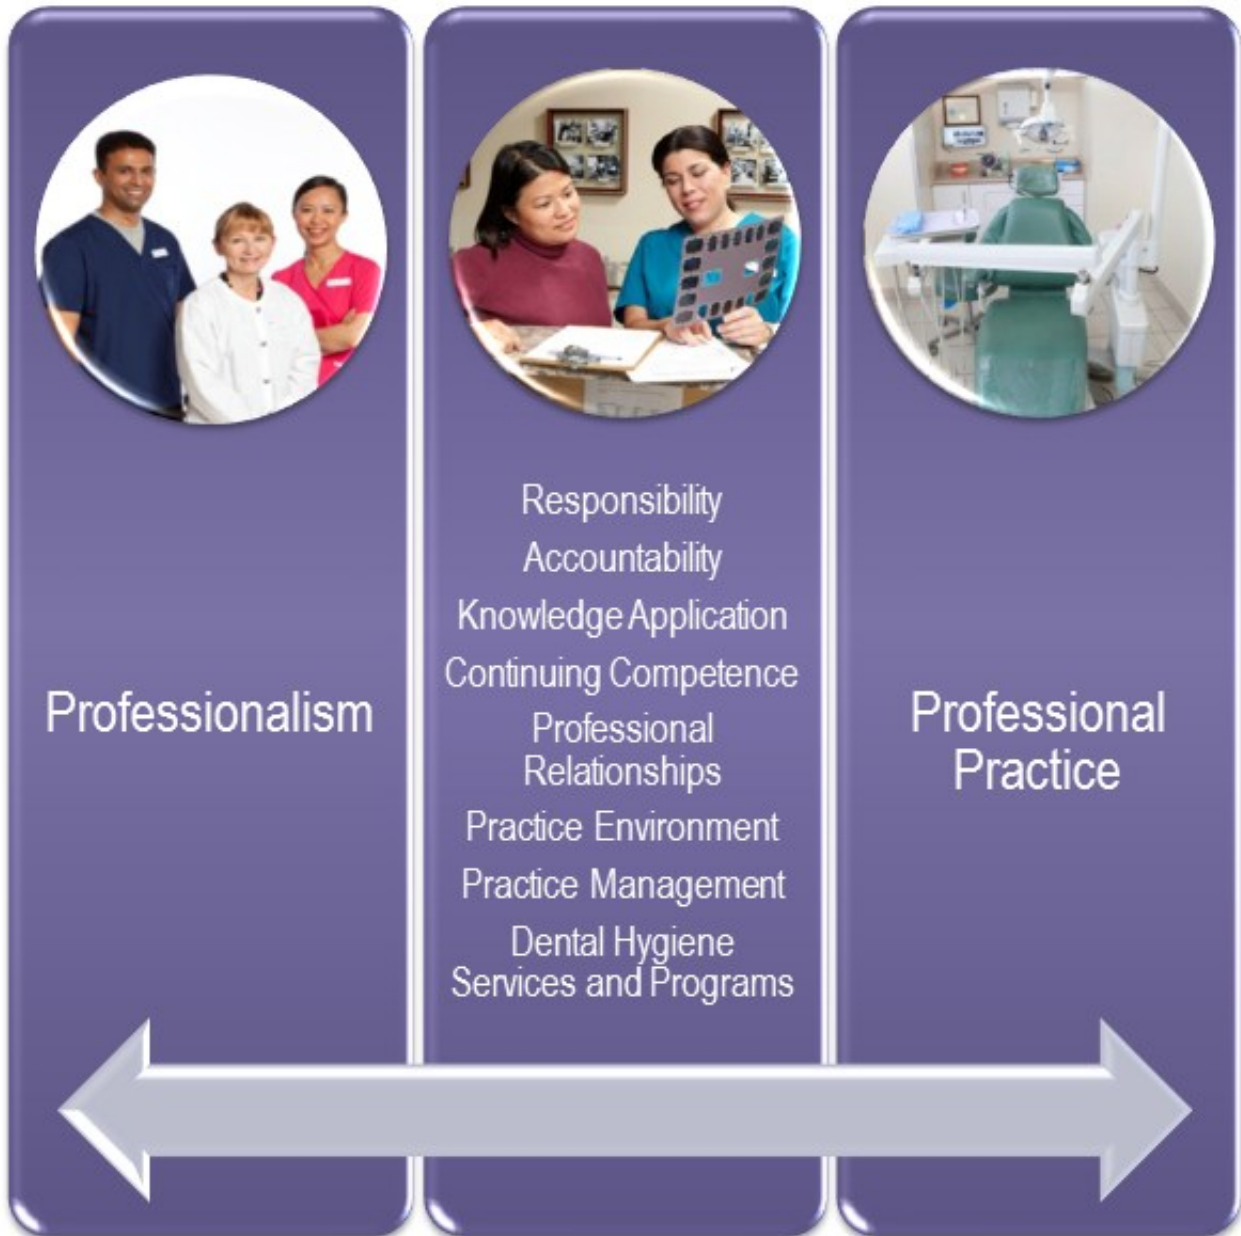 Professionalism
Responsibility
Accountability
Knowledge Application
Continuing Competence
Professional
Relationships
Practice Environment
Practice Management
Dental Hygiene
Services and Programs
Professional
Practice